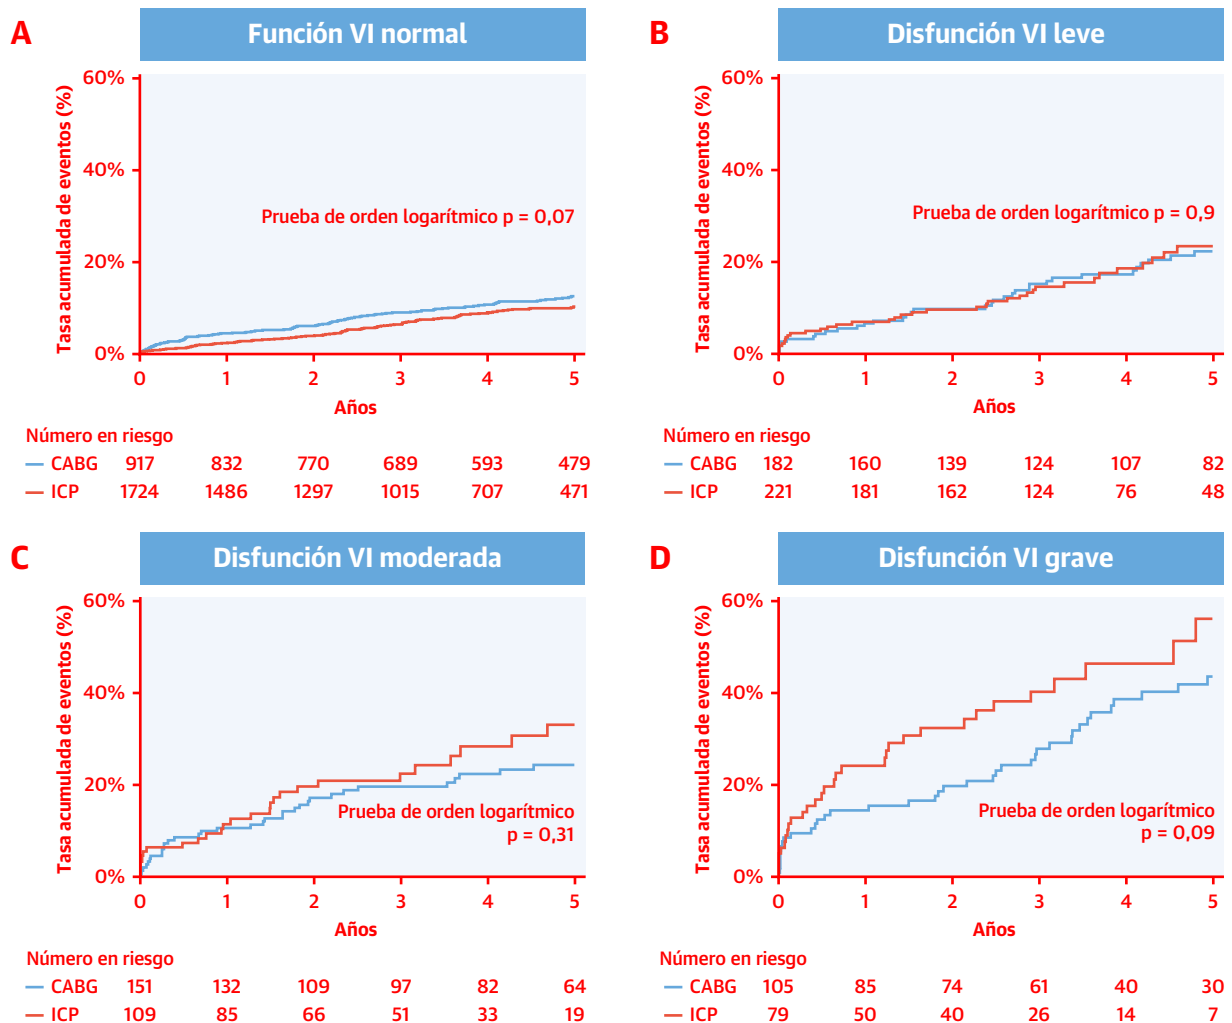 A
Función VI normal
60%
40%
20%
0%
Tasa acumulada de eventos (%)
Prueba de orden logarítmico p = 0,07
0 1 2 3 4 5
Años
Número en riesgo
CABG 917 832 770 689 593 479
ICP 1724 1486 1297 1015 707 471
B
Disfunción VI leve
60%
40%
20%
0%
Tasa acumulada de eventos (%)
Prueba de orden logarítmico p = 0,9
0 1 2 3 4 5
Años
Número en riesgo
CABG 182 160 139 124 107 82
ICP 221 181 162 124 76 48
C
Disfunción VI moderada
60%
40%
20%
0%
Tasa acumulada de eventos (%)
Prueba de orden logarítmico
p = 0,31
0 1 2 3 4 5
Años
Número en riesgo
CABG 151 132 109 97 82 64
ICP 109 85 66 51 33 19
D
Disfunción VI grave
60%
40%
20%
0%
Tasa acumulada de eventos (%)
Prueba de orden logarítmico
p = 0,09
0 1 2 3 4 5
Años
Número en riesgo
CABG 105 85 74 61 40 30
ICP 79 50 40 26 14 7